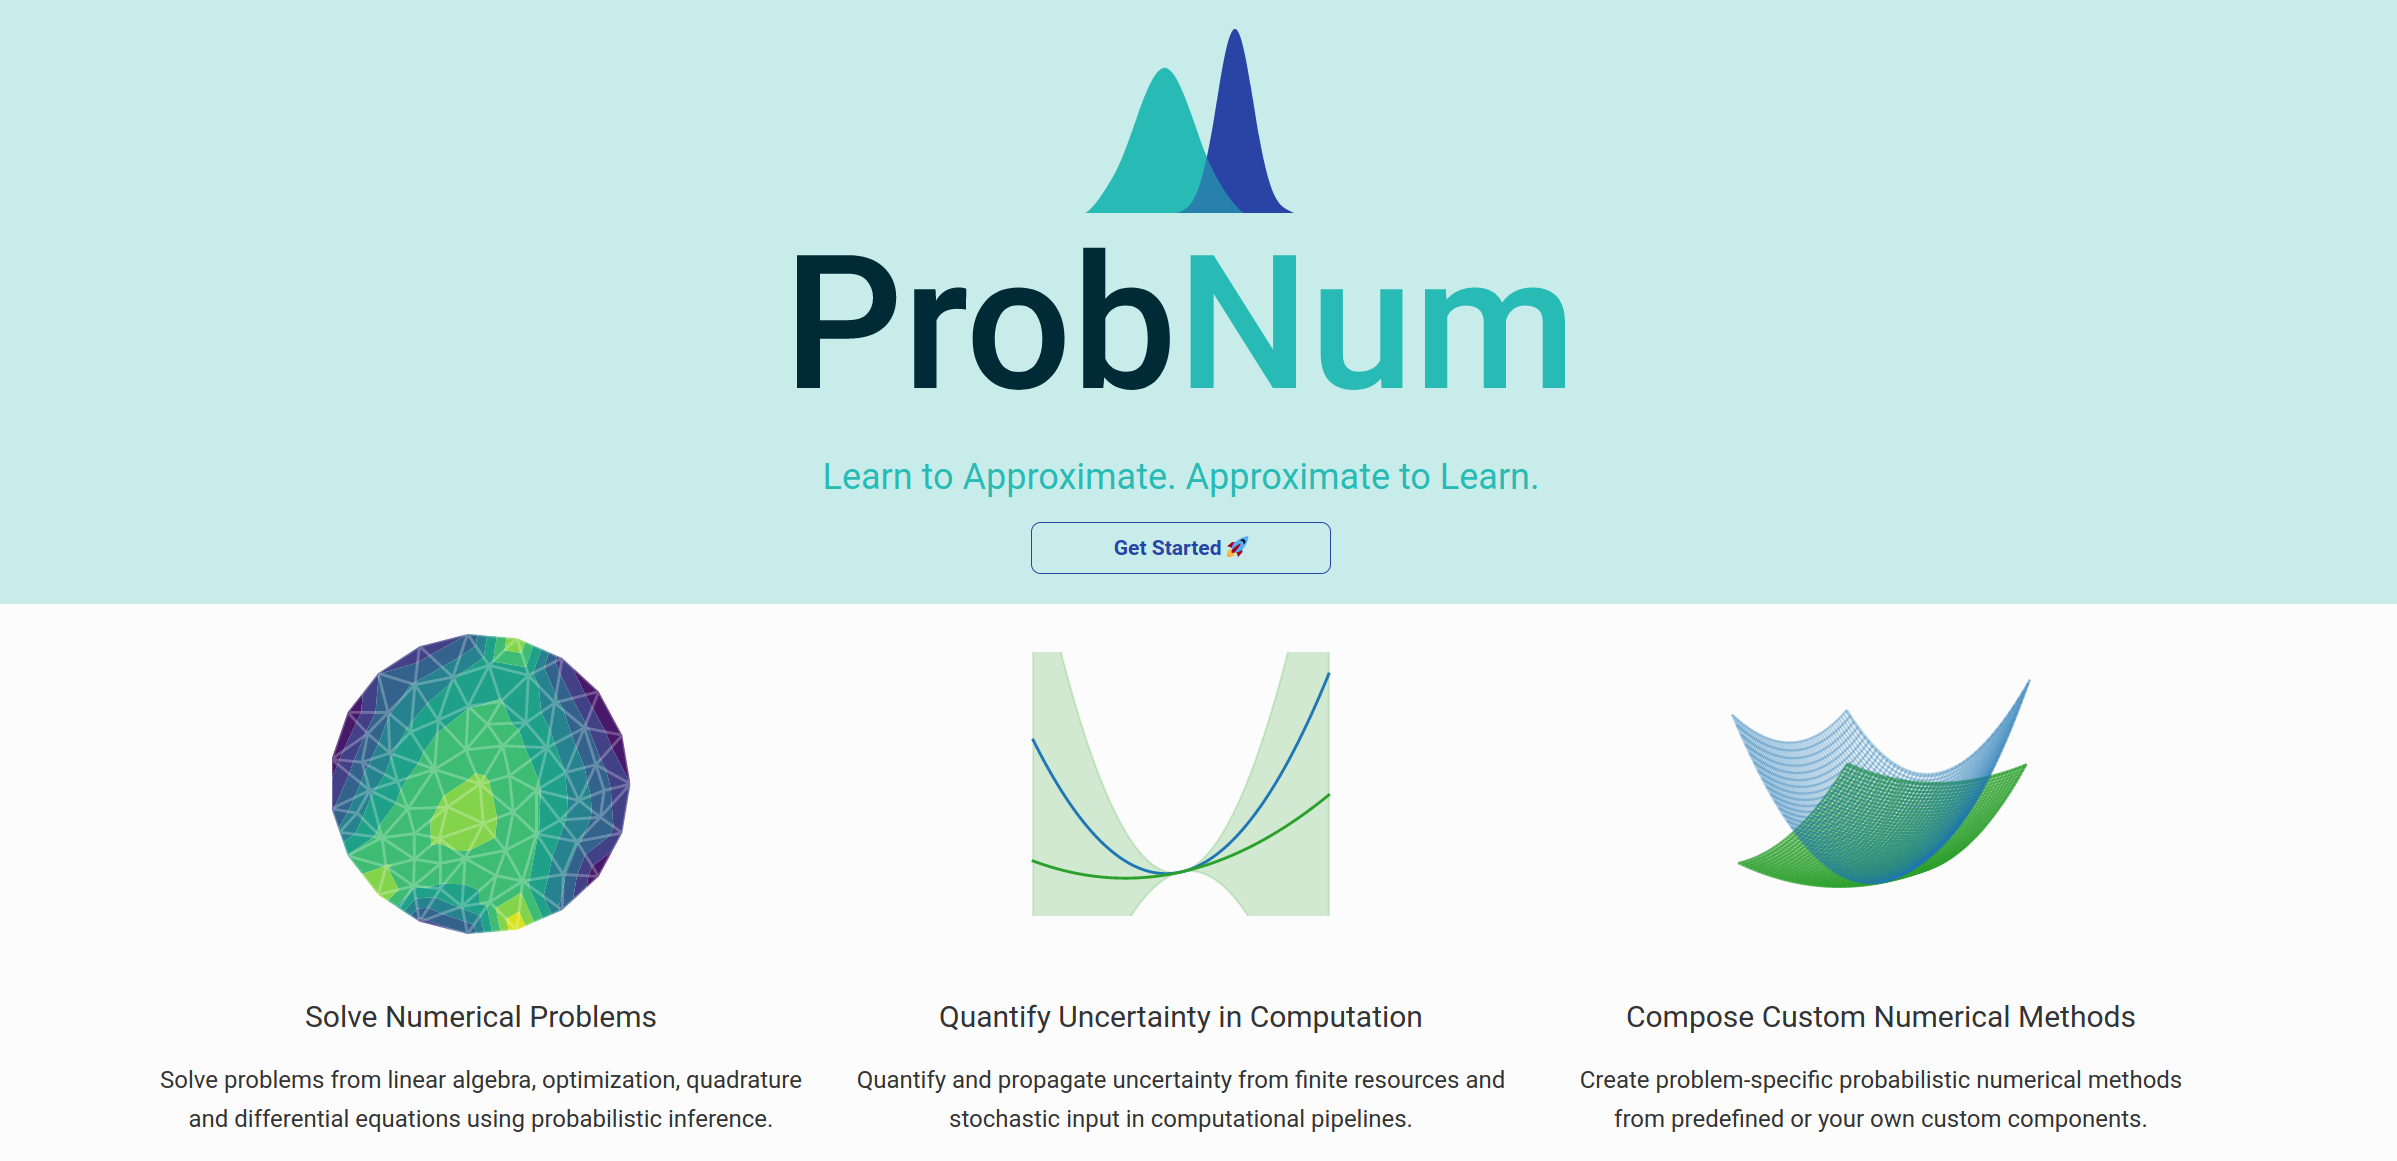 ProbNum
Learn to Approximate. Approximate to Learn.
Get Started 🚀
Solve Numerical Problems
Solve problems from linear algebra, optimization, quadrature
and differential equations using probabilistic inference.
Quantify Uncertainty in Computation
Quantify and propagate uncertainty from finite resources and
stochastic input in computational pipelines.
Compose Custom Numerical Methods
Create problem-specific probabilistic numerical methods
from predefined or your own custom components.